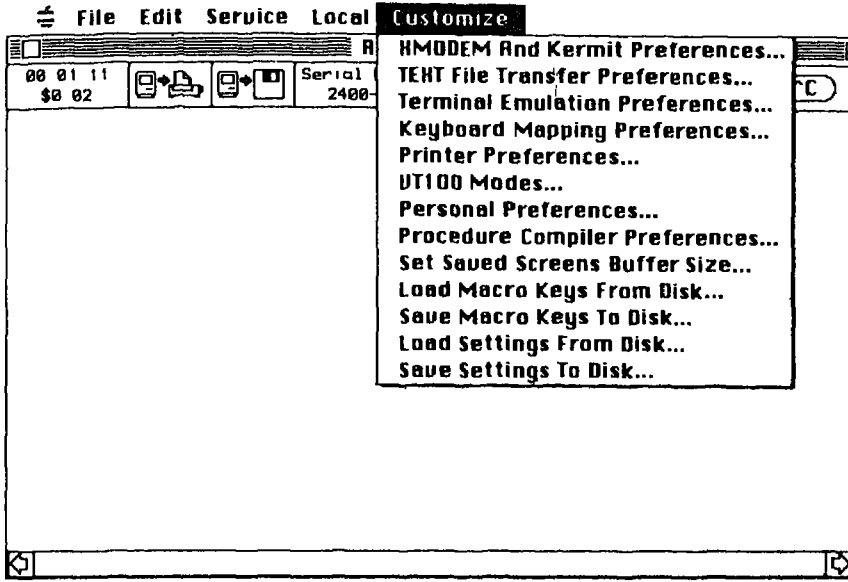 File Edit Service Local Customize
00 01 11
$0 02
Serial
2400-
^C
XMODEM And Kermit Preferences...
TEXT File Transfer Preferences...
Terminal Emulation Preferences...
Keyboard Mapping Preferences...
Printer Preferences...
VT100 Modes...
Personal Preferences...
Procedure Compiler Preferences...
Set Saved Screens Buffer Size...
Load Macro Keys From Disk...
Save Macro Keys To Disk...
Load Settings From Disk...
Save Settings To Disk...